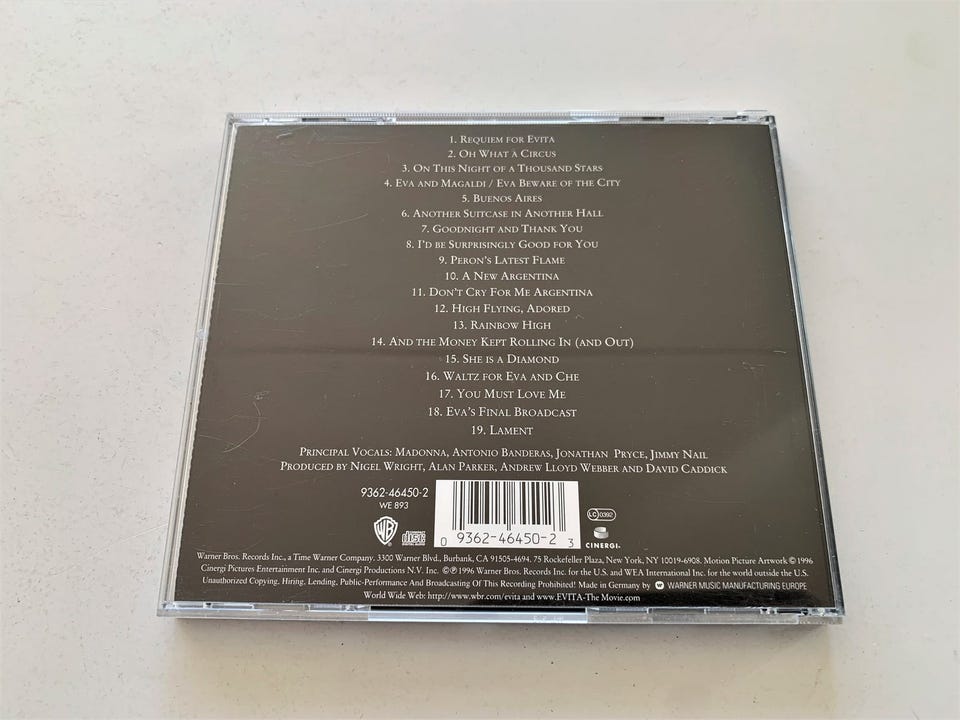 1. Requiem for Evita
2. Oh What a Circus
3. On This Night of a Thousand Stars
4. Eva and Magaldi / Eva Beware of the City
5. Buenos Aires
6. Another Suitcase in Another Hall
7. Goodnight and Thank You
8. I'd be Surprisingly Good for You
9. Peron's Latest Flame
10. A New Argentina
11. Don't Cry For Me Argentina
12. High Flying, Adored
13. Rainbow High
14. And the Money Kept Rolling In (and Out)
15. She is a Diamond
16. Waltz for Eva and Che
17. You Must Love Me
18. Eva's Final Broadcast
19. Lament
Principal Vocals: Madonna, Antonio Banderas, Jonathan Pryce, Jimmy Nail
Produced by Nigel Wright, Alan Parker, Andrew Lloyd Webber and David Caddick
9362-46450-2
WE 893
WB
COMPACT disc DIGITAL AUDIO
0 9362-46450-2 3
LC 0392
CINERGI.
Warner Bros. Records Inc., a Time Warner Company. 3300 Warner Blvd., Burbank, CA 91505-4694. 75 Rockefeller Plaza, New York, NY 10019-6908. Motion Picture Artwork © 1996
Cinergi Pictures Entertainment Inc. and Cinergi Productions N.V. Inc. ©℗ 1996 Warner Bros. Records Inc. for the U.S. and WEA International Inc. for the world outside the U.S.
Unauthorized Copying, Hiring, Lending, Public-Performance And Broadcasting Of This Recording Prohibited! Made in Germany by WARNER MUSIC MANUFACTURING EUROPE
World Wide Web: http://www.wbr.com/evita and www.EVITA-The Movie.com